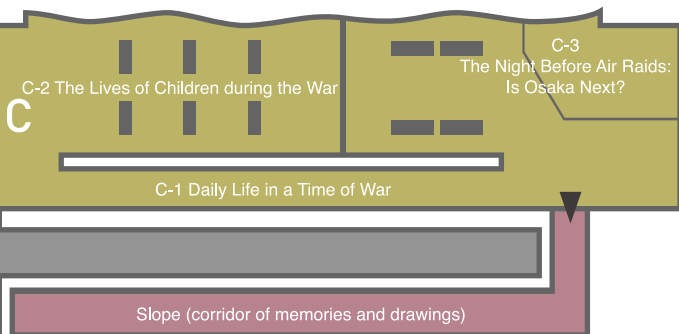 C-3
The Night Before Air Raids:
Is Osaka Next?
C-2 The Lives of Children during the War
C
C-1 Daily Life in a Time of War
Slope (corridor of memories and drawings)